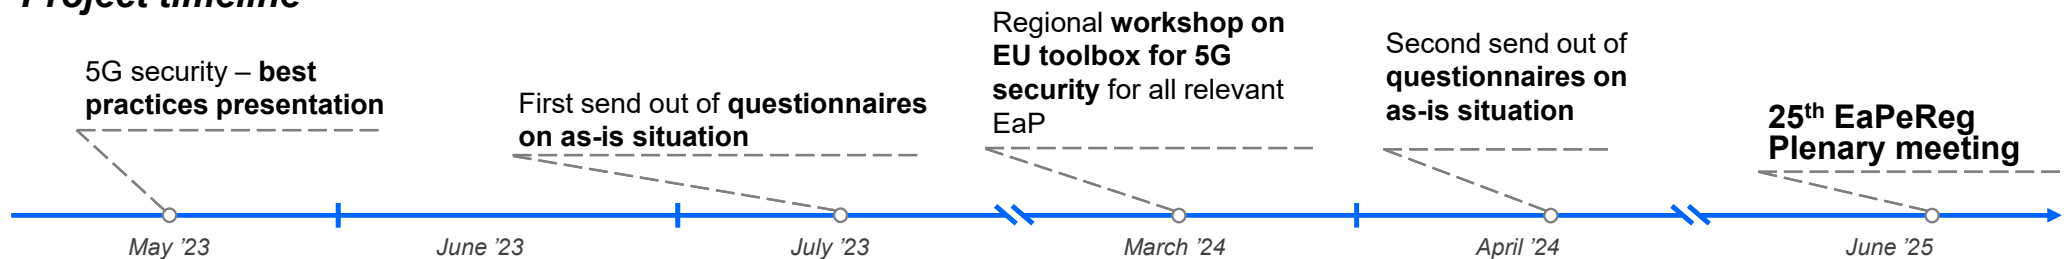 Project timeline
5G security – best
practices presentation
First send out of questionnaires
on as-is situation
Regional workshop on
EU toolbox for 5G
security for all relevant
EaP
Second send out of
questionnaires on
as-is situation
25th EaPeReg
Plenary meeting
May ’23
June ’23
July ’23
March ’24
April ’24
June ’25